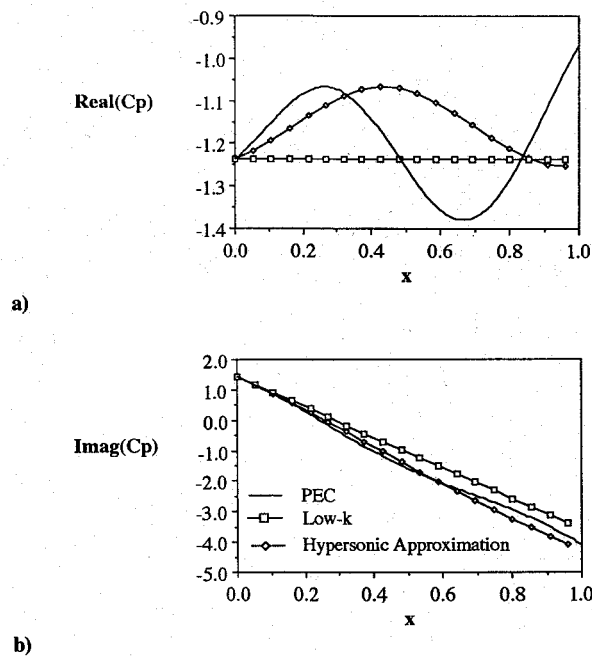 -0.9
-1.0
Real(Cp)
-1.1
-1.2
-1.3
-1.4
0.0 0.2 0.4 0.6 0.8 1.0
x
a)
2.0
1.0
0.0
Imag(Cp)
-1.0
-2.0
-3.0
-4.0
-5.0
PEC
Low-k
Hypersonic Approximation
0.0 0.2 0.4 0.6 0.8 1.0
x
b)